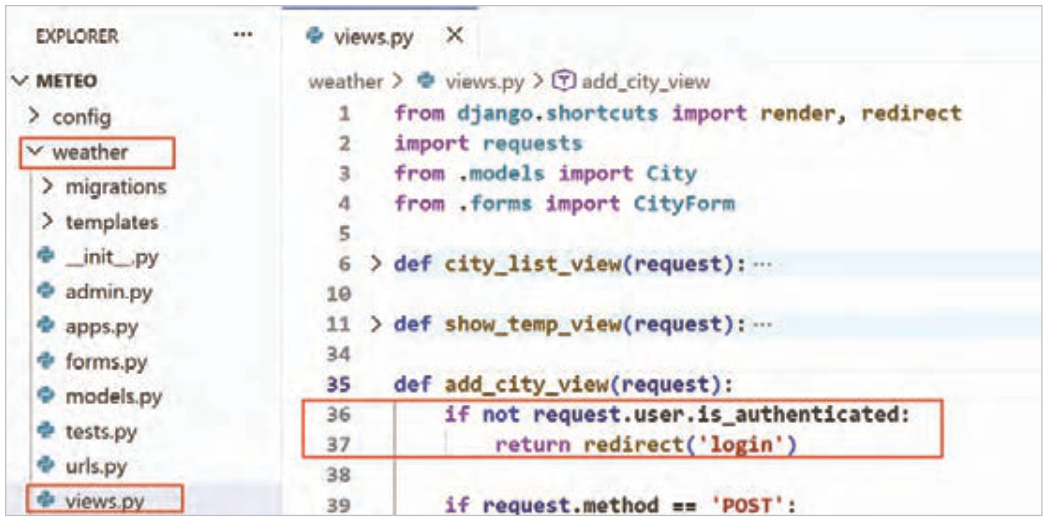 EXPLORER ...
METEO
> config
weather
> migrations
> templates
__init__.py
admin.py
apps.py
forms.py
models.py
tests.py
urls.py
views.py
views.py ×
weather > views.py > add_city_view
1 from django.shortcuts import render, redirect
2 import requests
3 from .models import City
4 from .forms import CityForm
5
6 > def city_list_view(request): ...
10
11 > def show_temp_view(request): ...
34
35 def add_city_view(request):
36 if not request.user.is_authenticated:
37 return redirect('login')
38
39 if request.method == 'POST':